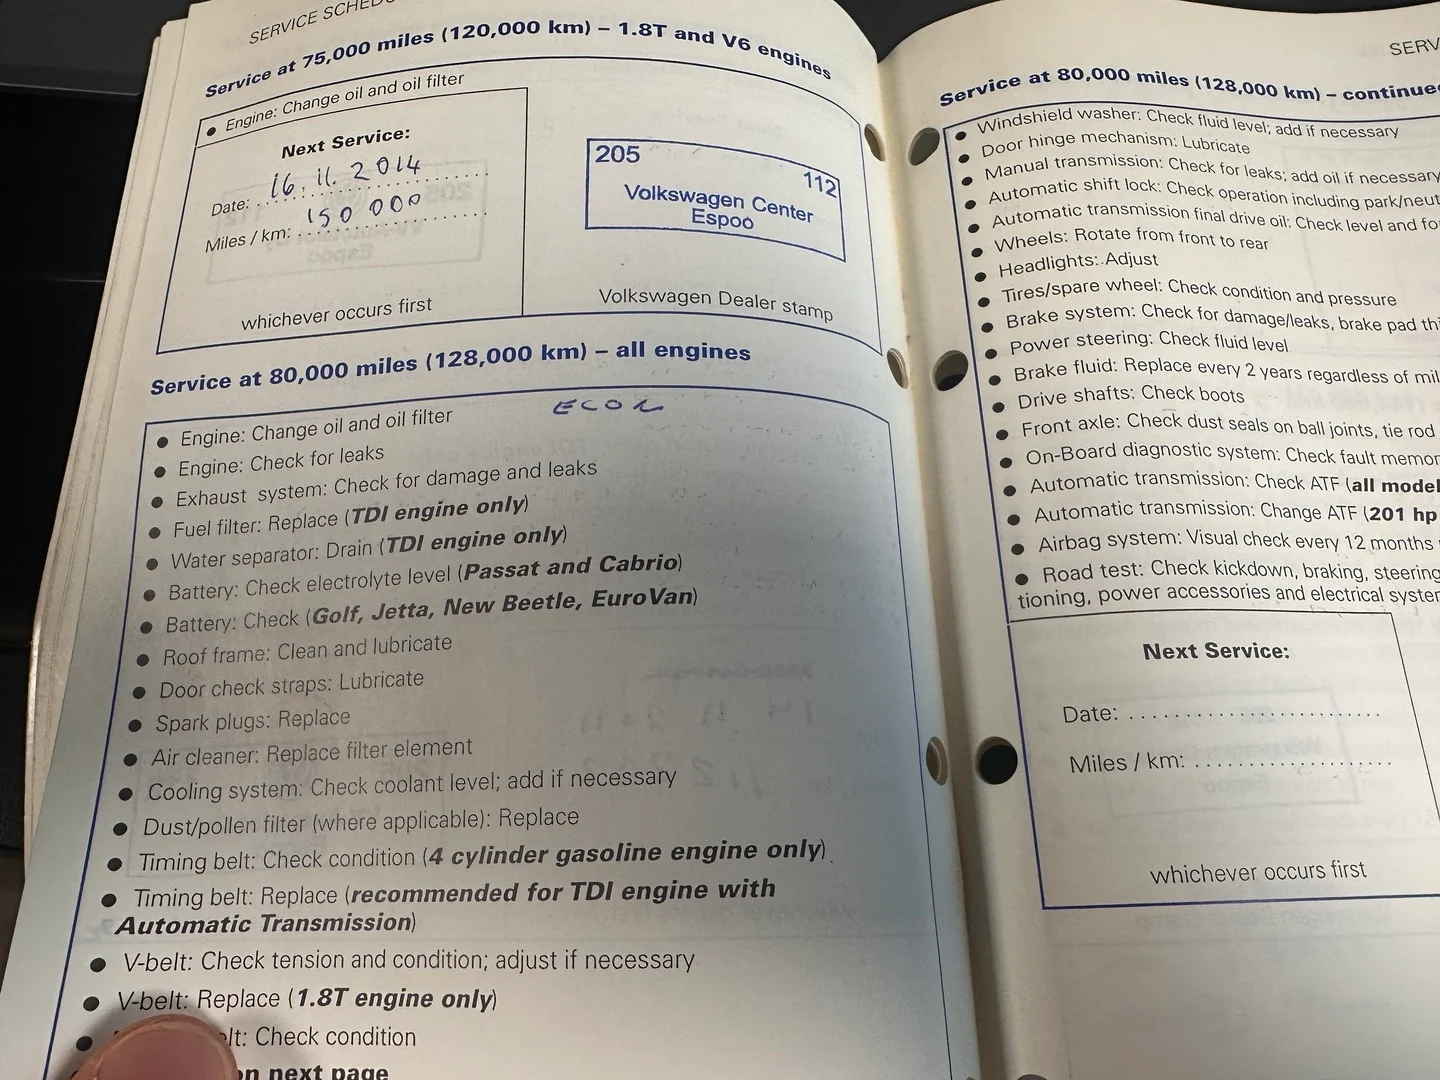 SERVICE SCHEDU
Service at 75,000 miles (120,000 km) – 1.8T and V6 engines
• Engine: Change oil and oil filter
Next Service:
Date: 16. 11. 2014
Miles / km: 150 000
whichever occurs first
205
112
Volkswagen Center
Espoo
Volkswagen Dealer stamp
Service at 80,000 miles (128,000 km) – all engines
• Engine: Change oil and oil filter
• Engine: Check for leaks
• Exhaust system: Check for damage and leaks
• Fuel filter: Replace (TDI engine only)
• Water separator: Drain (TDI engine only)
• Battery: Check electrolyte level (Passat and Cabrio)
• Battery: Check (Golf, Jetta, New Beetle, EuroVan)
• Roof frame: Clean and lubricate
• Door check straps: Lubricate
• Spark plugs: Replace
• Air cleaner: Replace filter element
• Cooling system: Check coolant level; add if necessary
• Dust/pollen filter (where applicable): Replace
• Timing belt: Check condition (4 cylinder gasoline engine only)
• Timing belt: Replace (recommended for TDI engine with
Automatic Transmission)
• V-belt: Check tension and condition; adjust if necessary
• V-belt: Replace (1.8T engine only)
• elt: Check condition
on next page
SERV
Service at 80,000 miles (128,000 km) – continued
• Windshield washer: Check fluid level; add if necessary
• Door hinge mechanism: Lubricate
• Manual transmission: Check for leaks; add oil if necessary
• Automatic shift lock: Check operation including park/neut
• Automatic transmission final drive oil: Check level and fo
• Wheels: Rotate from front to rear
• Headlights: Adjust
• Tires/spare wheel: Check condition and pressure
• Brake system: Check for damage/leaks, brake pad thi
• Power steering: Check fluid level
• Brake fluid: Replace every 2 years regardless of mil
• Drive shafts: Check boots
• Front axle: Check dust seals on ball joints, tie rod
• On-Board diagnostic system: Check fault memor
• Automatic transmission: Check ATF (all model
• Automatic transmission: Change ATF (201 hp
• Airbag system: Visual check every 12 months
• Road test: Check kickdown, braking, steering
tioning, power accessories and electrical system
Next Service:
Date:
Miles / km:
whichever occurs first